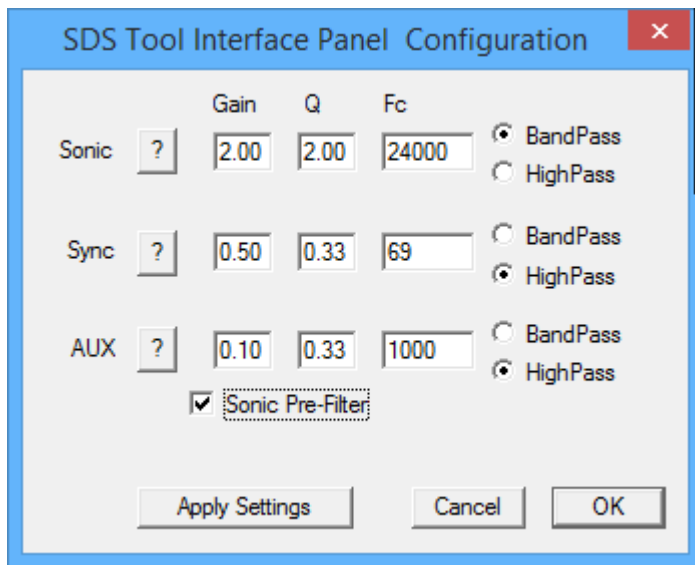 SDS Tool Interface Panel Configuration
Gain Q Fc
Sonic ? 2.00 2.00 24000 BandPass
HighPass
Sync ? 0.50 0.33 69 BandPass
HighPass
AUX ? 0.10 0.33 1000 BandPass
HighPass
Sonic Pre-Filter
Apply Settings Cancel OK